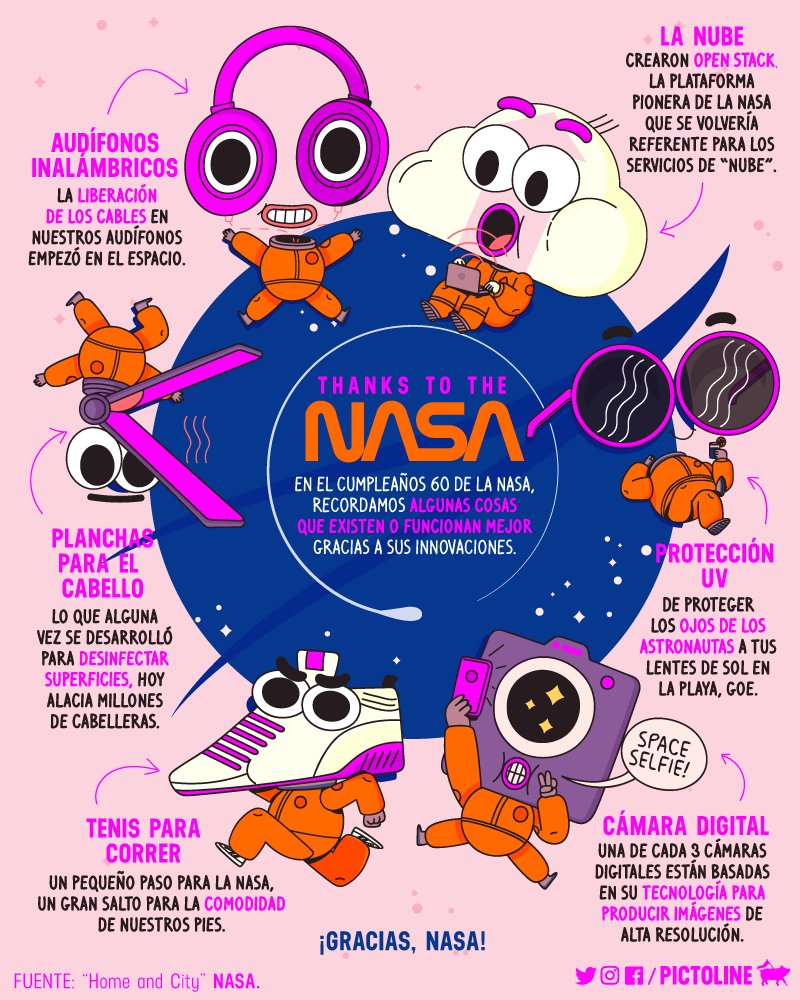 THANKS TO THE
NASA
EN EL CUMPLEAÑOS 60 DE LA NASA,
RECORDAMOS ALGUNAS COSAS
QUE EXISTEN O FUNCIONAN MEJOR
GRACIAS A SUS INNOVACIONES.
AUDÍFONOS
INALÁMBRICOS
LA LIBERACIÓN
DE LOS CABLES EN
NUESTROS AUDÍFONOS
EMPEZÓ EN EL ESPACIO.
LA NUBE
CREARON OPEN STACK,
LA PLATAFORMA
PIONERA DE LA NASA
QUE SE VOLVERÍA
REFERENTE PARA LOS
SERVICIOS DE "NUBE".
PLANCHAS
PARA EL
CABELLO
LO QUE ALGUNA
VEZ SE DESARROLLÓ
PARA DESINFECTAR
SUPERFICIES, HOY
ALACIA MILLONES
DE CABELLERAS.
PROTECCIÓN
UV
DE PROTEGER
LOS OJOS DE LOS
ASTRONAUTAS A TUS
LENTES DE SOL EN
LA PLAYA, GOE.
TENIS PARA
CORRER
UN PEQUEÑO PASO PARA LA NASA,
UN GRAN SALTO PARA LA COMODIDAD
DE NUESTROS PIES.
SPACE
SELFIE!
CÁMARA DIGITAL
UNA DE CADA 3 CÁMARAS
DIGITALES ESTÁN BASADAS
EN SU TECNOLOGÍA PARA
PRODUCIR IMÁGENES DE
ALTA RESOLUCIÓN.
¡GRACIAS, NASA!
FUENTE: "Home and City" NASA.
/ PICTOLINE